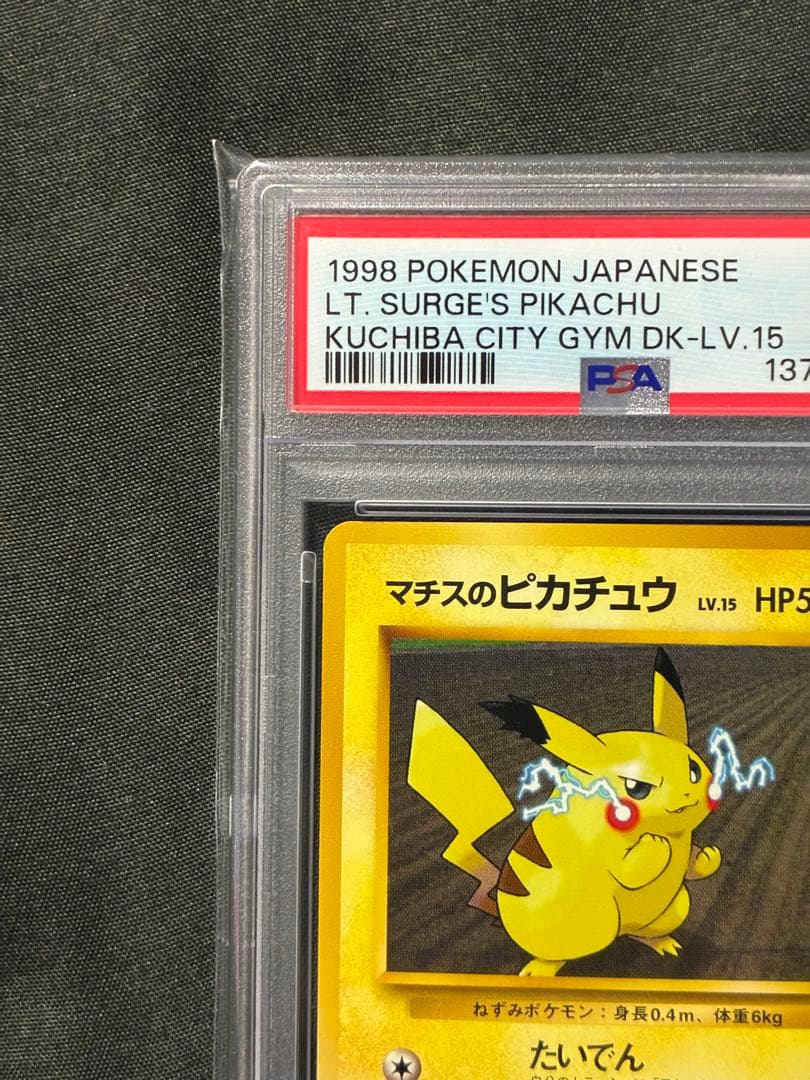 1998 POKEMON JAPANESE
LT. SURGE'S PIKACHU
KUCHIBA CITY GYM DK-LV.15
PSA 137
マチスのピカチュウ LV.15 HP5
ねずみポケモン：身長0.4m、体重6kg
たいでん